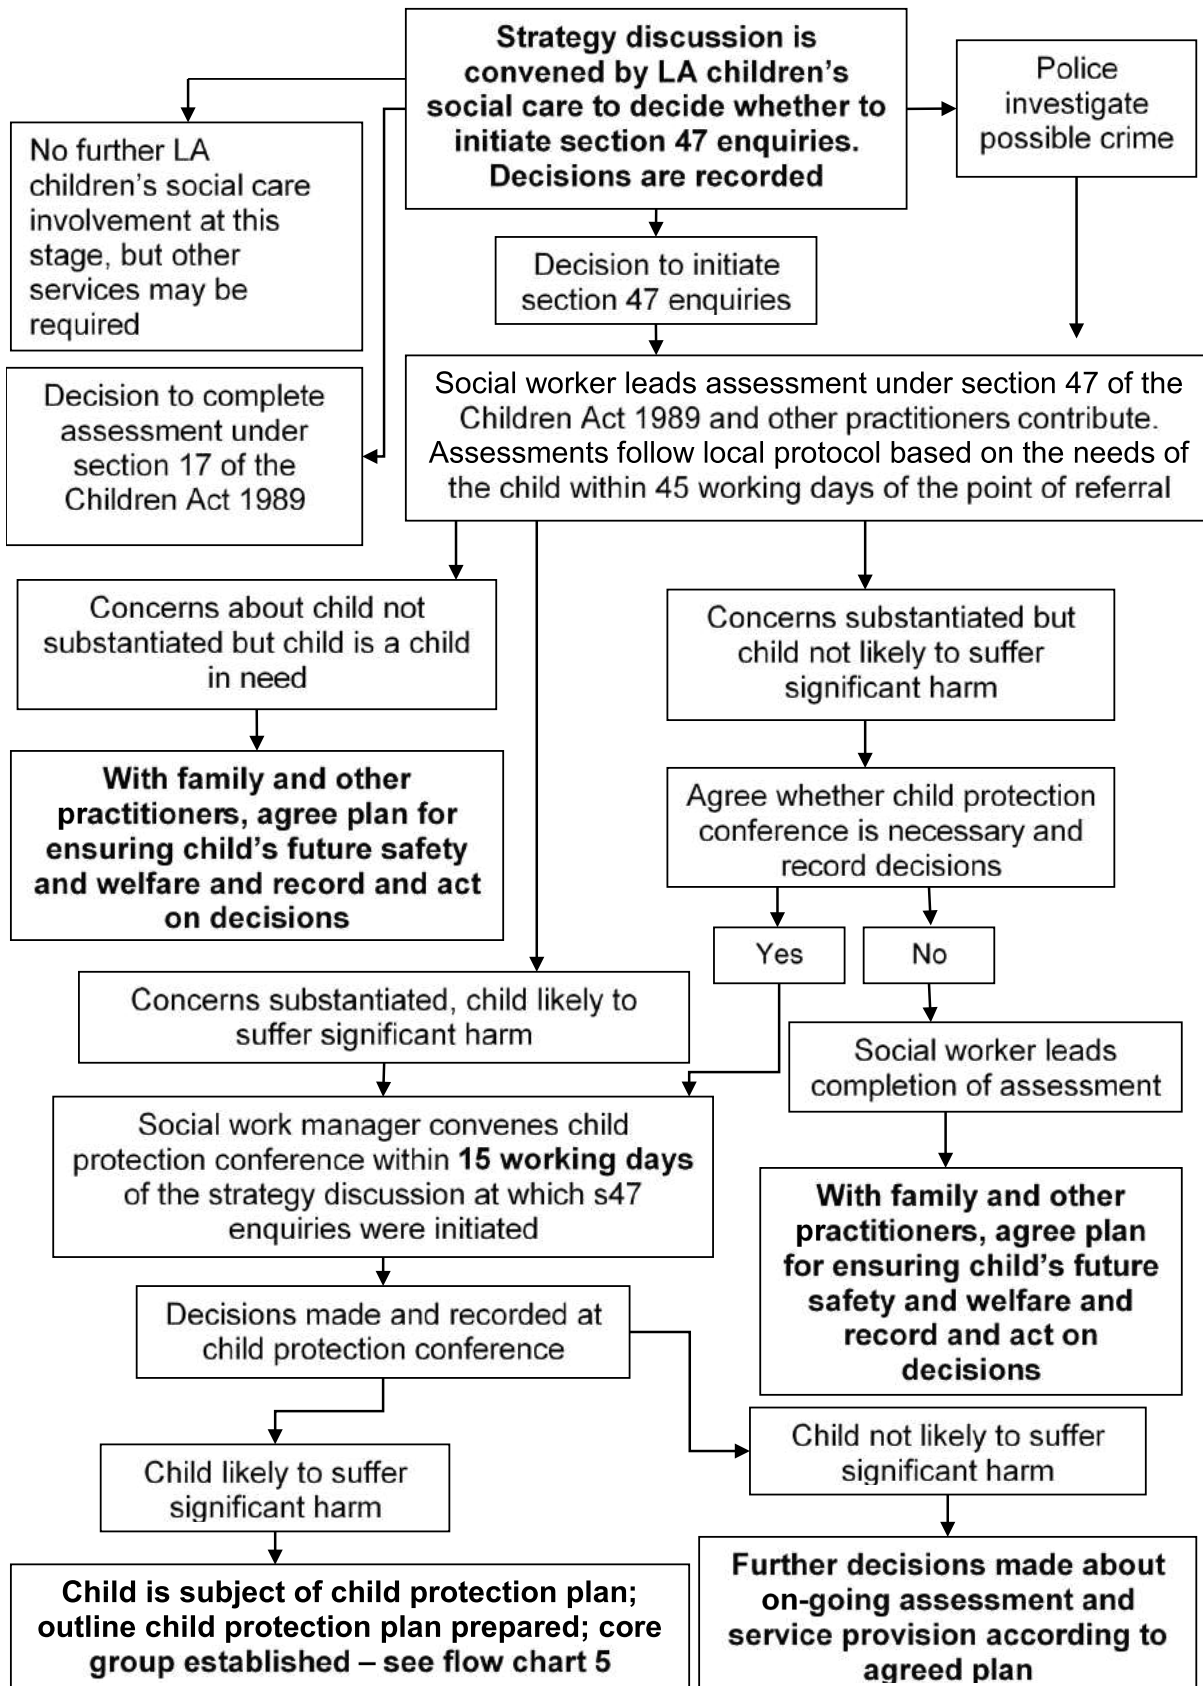 Strategy discussion is
convened by LA children’s
social care to decide whether to
initiate section 47 enquiries.
Decisions are recorded
Police
investigate
possible crime
No further LA
children’s social care
involvement at this
stage, but other
services may be
required
Decision to initiate
section 47 enquiries
Decision to complete
assessment under
section 17 of the
Children Act 1989
Social worker leads assessment under section 47 of the
Children Act 1989 and other practitioners contribute.
Assessments follow local protocol based on the needs of
the child within 45 working days of the point of referral
Concerns about child not
substantiated but child is a child
in need
Concerns substantiated but
child not likely to suffer
significant harm
With family and other
practitioners, agree plan for
ensuring child’s future safety
and welfare and record and act
on decisions
Agree whether child protection
conference is necessary and
record decisions
Yes
No
Concerns substantiated, child likely to
suffer significant harm
Social worker leads
completion of assessment
Social work manager convenes child
protection conference within 15 working days
of the strategy discussion at which s47
enquiries were initiated
With family and other
practitioners, agree plan
for ensuring child’s future
safety and welfare and
record and act on
decisions
Decisions made and recorded at
child protection conference
Child not likely to suffer
significant harm
Child likely to suffer
significant harm
Child is subject of child protection plan;
outline child protection plan prepared; core
group established – see flow chart 5
Further decisions made about
on-going assessment and
service provision according to
agreed plan